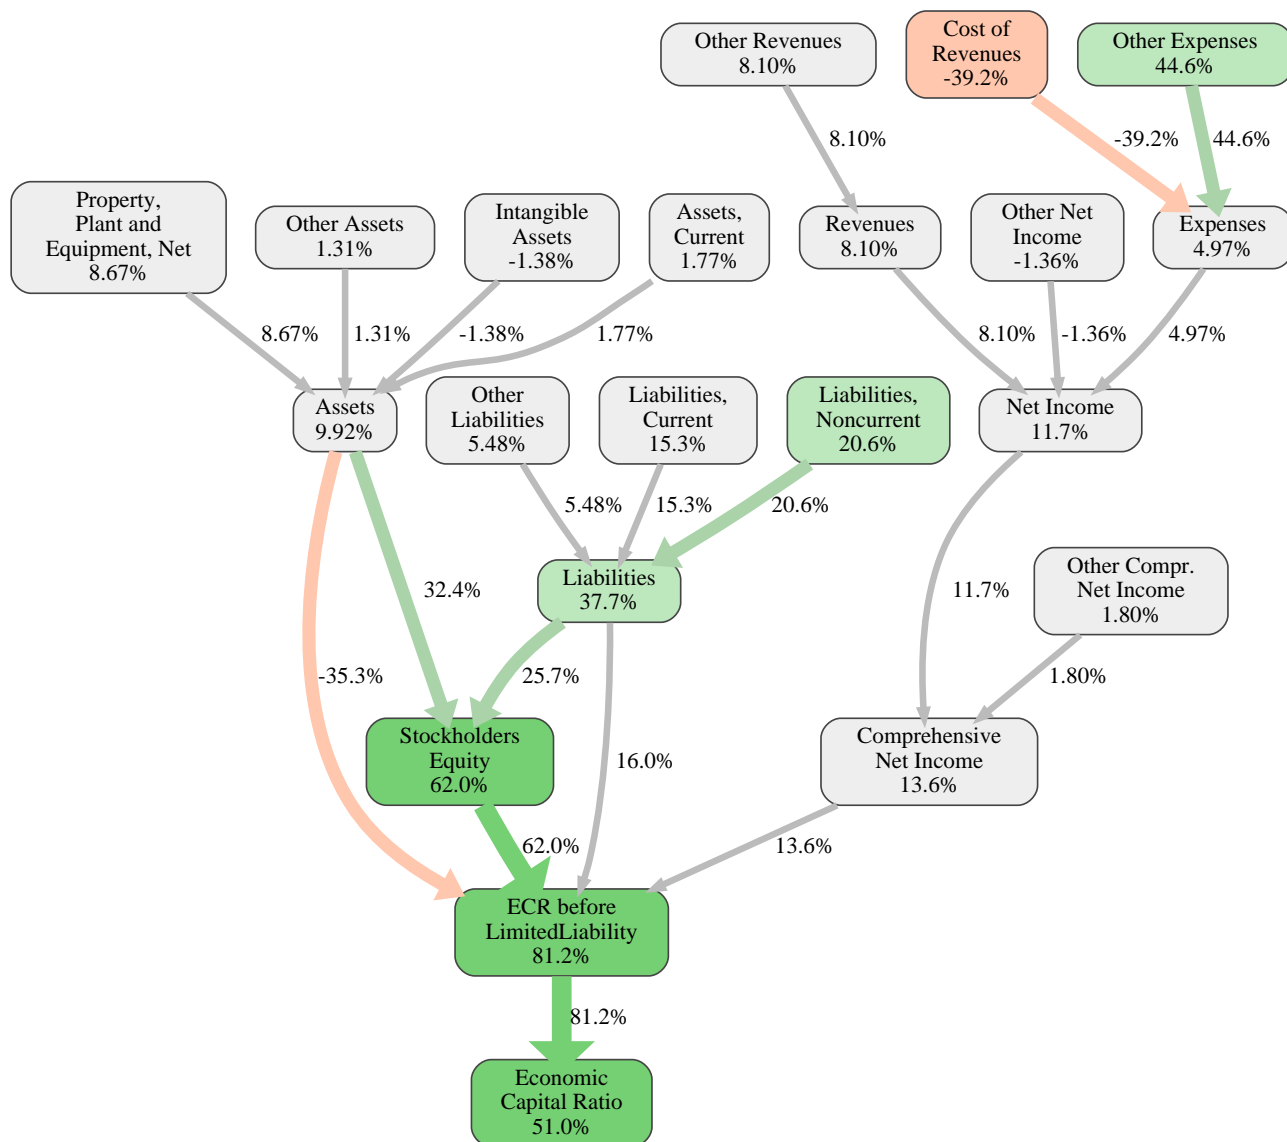 Other Revenues
8.10%
Cost of
Revenues
-39.2%
Other Expenses
44.6%
8.10%
-39.2%
44.6%
Property,
Plant and
Equipment, Net
8.67%
Other Assets
1.31%
Intangible
Assets
-1.38%
Assets,
Current
1.77%
Revenues
8.10%
Other Net
Income
-1.36%
Expenses
4.97%
8.67%
1.31%
-1.38%
1.77%
8.10%
-1.36%
4.97%
Assets
9.92%
Other
Liabilities
5.48%
Liabilities,
Current
15.3%
Liabilities,
Noncurrent
20.6%
Net Income
11.7%
5.48%
15.3%
20.6%
32.4%
Liabilities
37.7%
11.7%
Other Compr.
Net Income
1.80%
-35.3%
25.7%
1.80%
Stockholders
Equity
62.0%
16.0%
Comprehensive
Net Income
13.6%
62.0%
13.6%
ECR before
LimitedLiability
81.2%
81.2%
Economic
Capital Ratio
51.0%